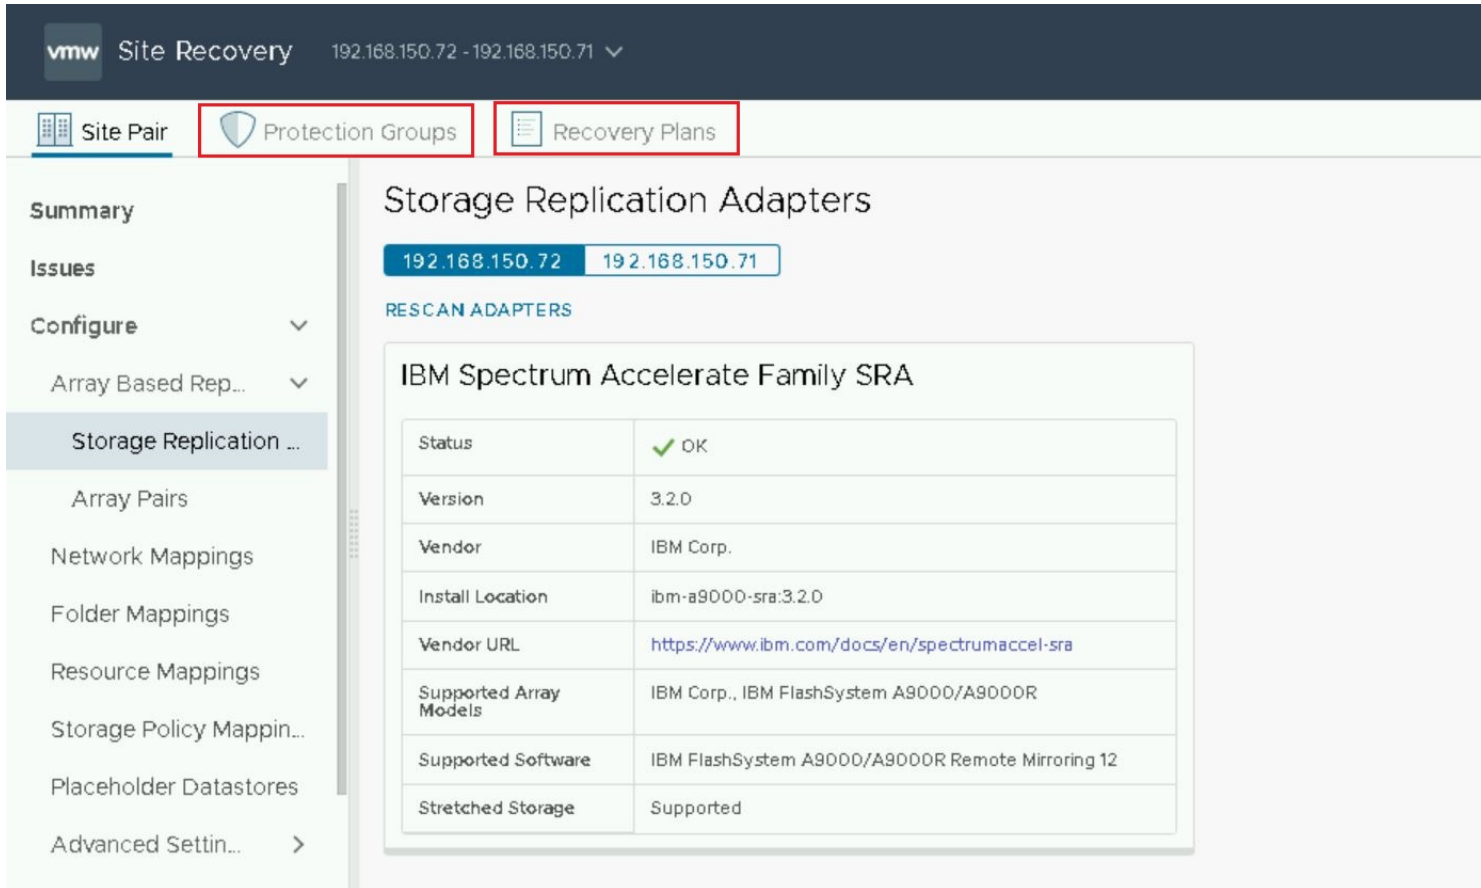 vmw Site Recovery 192.168.150.72 - 192.168.150.71
Site Pair Protection Groups Recovery Plans
Summary
Issues
Configure
Array Based Rep...
Storage Replication ...
Array Pairs
Network Mappings
Folder Mappings
Resource Mappings
Storage Policy Mappin...
Placeholder Datastores
Advanced Settin...
Storage Replication Adapters
192.168.150.72 192.168.150.71
RESCAN ADAPTERS
IBM Spectrum Accelerate Family SRA
Status OK
Version 3.2.0
Vendor IBM Corp.
Install Location ibm-a9000-sra:3.2.0
Vendor URL https://www.ibm.com/docs/en/spectrumaccel-sra
Supported Array Models IBM Corp., IBM FlashSystem A9000/A9000R
Supported Software IBM FlashSystem A9000/A9000R Remote Mirroring 12
Stretched Storage Supported